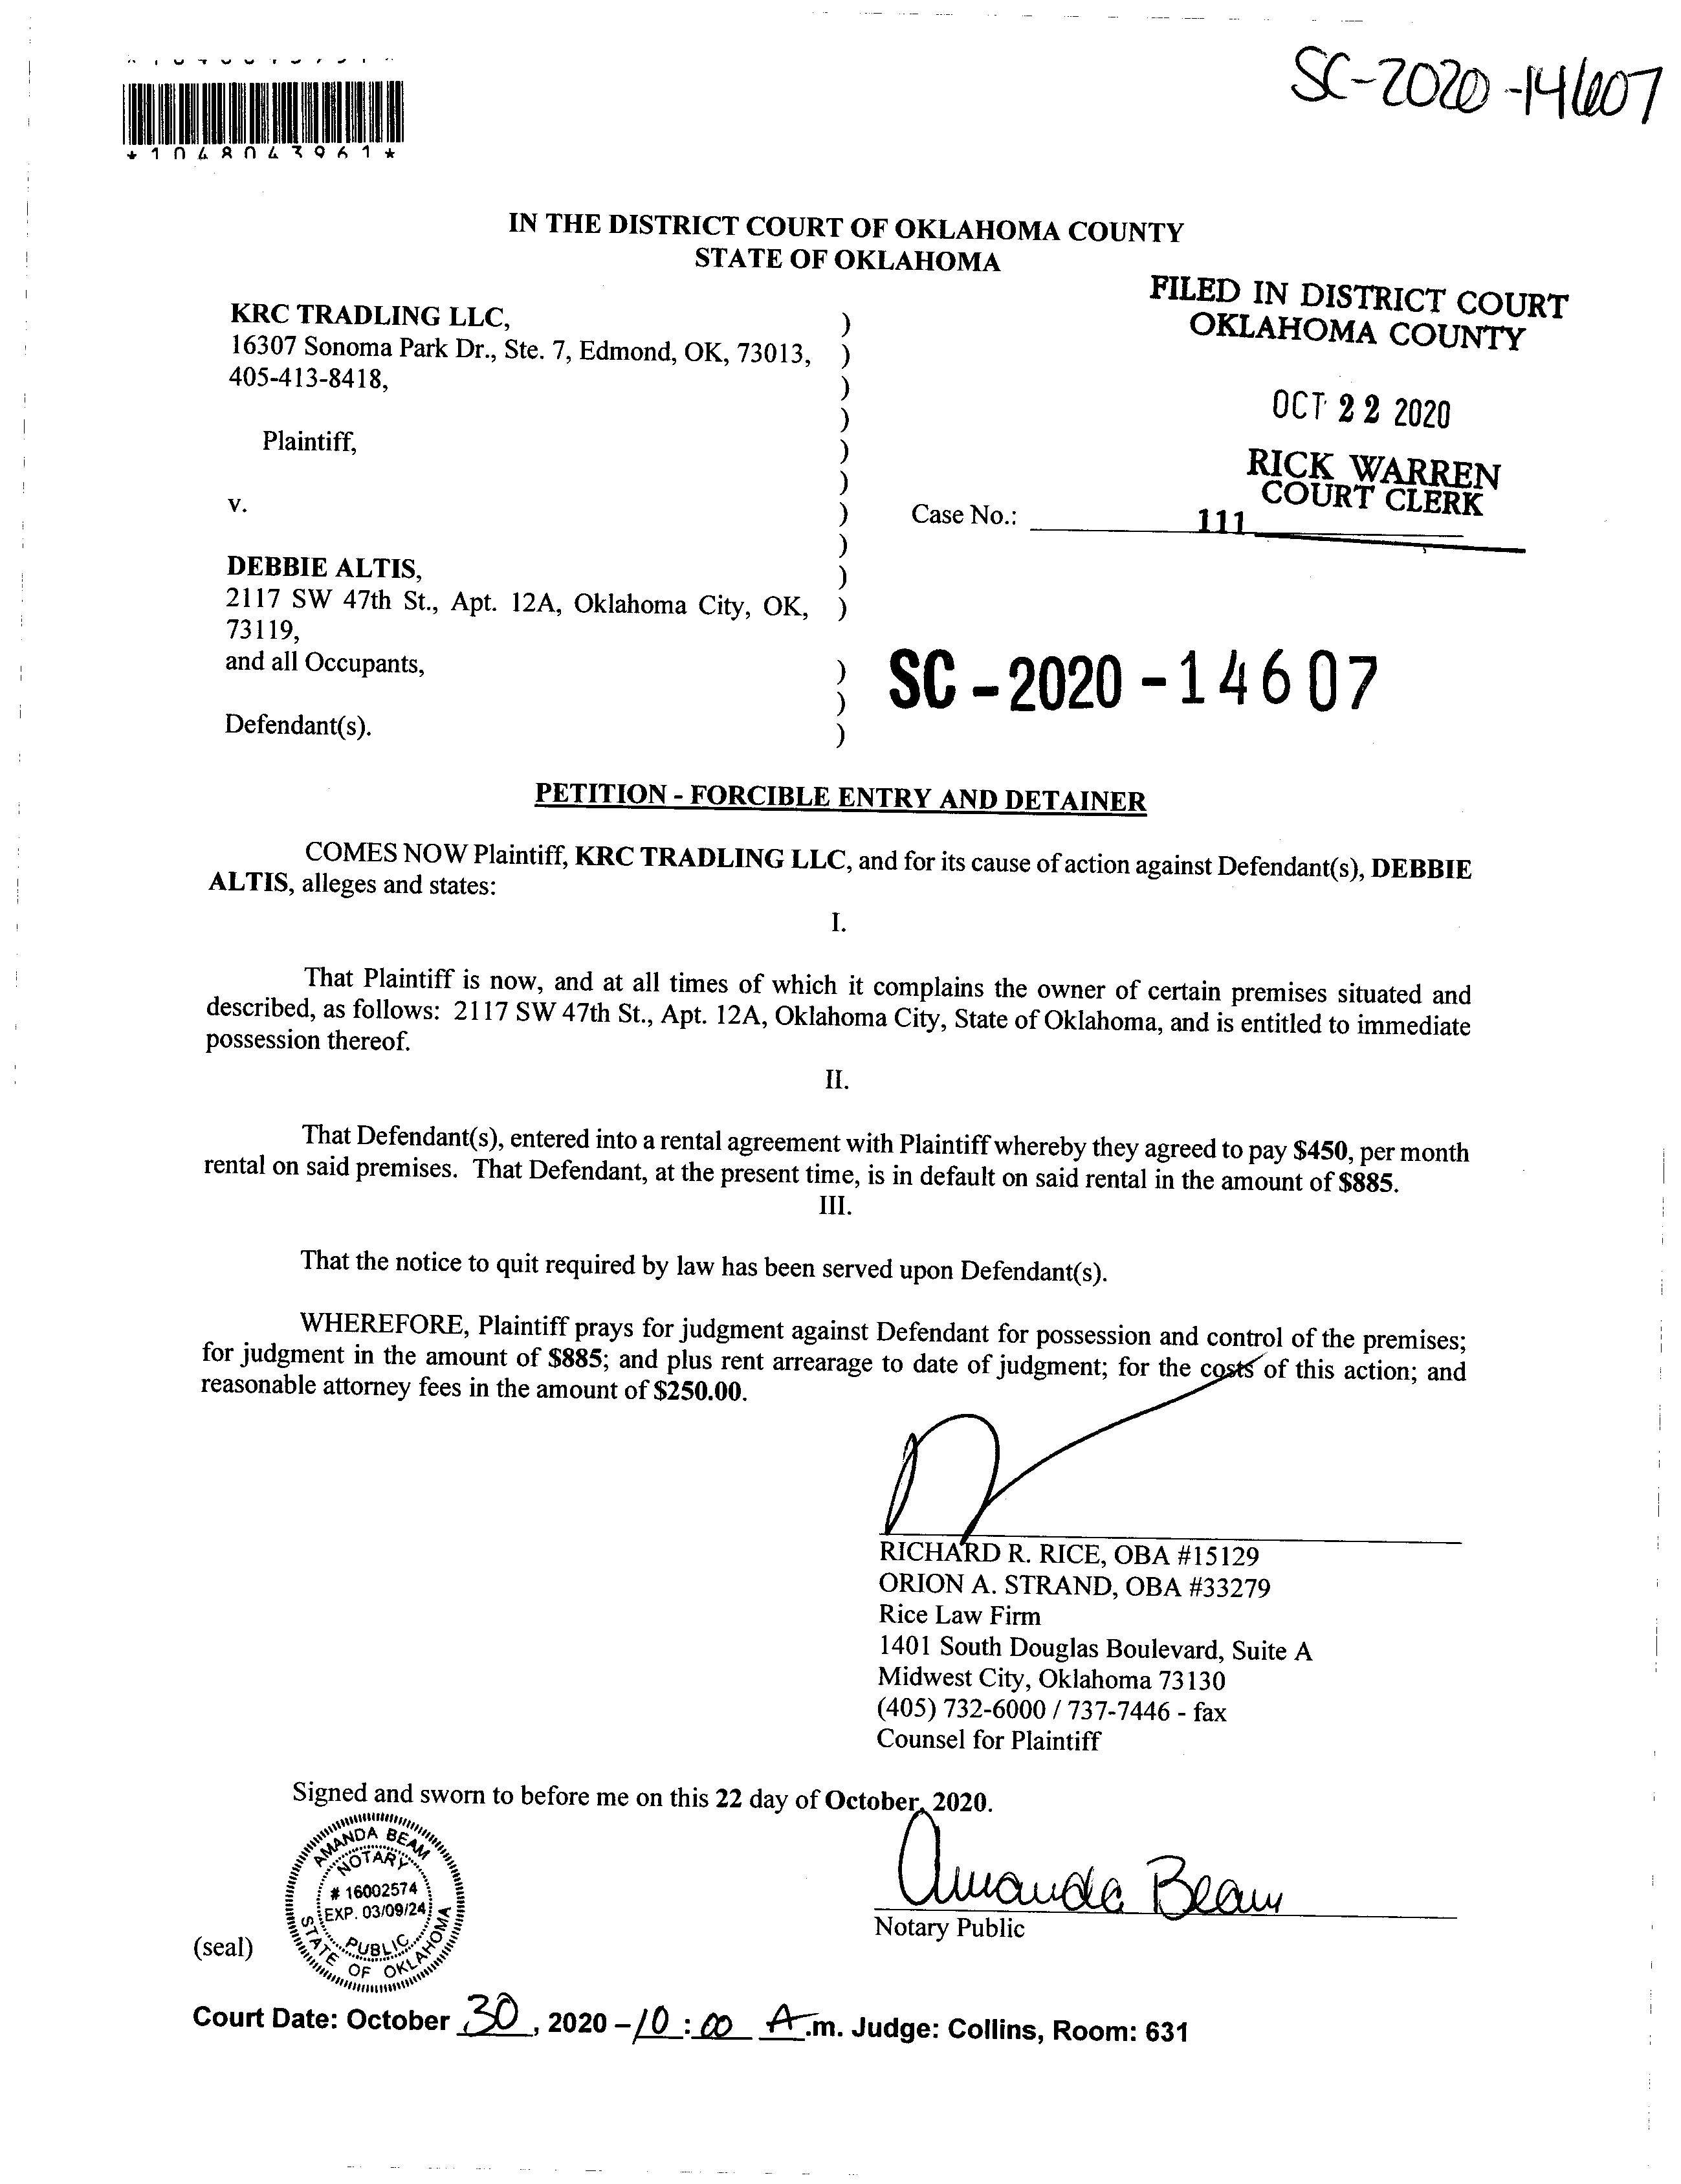 SC-2020-14607
*1048043961*
IN THE DISTRICT COURT OF OKLAHOMA COUNTY
STATE OF OKLAHOMA
FILED IN DISTRICT COURT
OKLAHOMA COUNTY
OCT 22 2020
RICK WARREN
COURT CLERK
111
KRC TRADLING LLC, )
16307 Sonoma Park Dr., Ste. 7, Edmond, OK, 73013, )
405-413-8418, )
)
Plaintiff, )
)
v. ) Case No.:
)
DEBBIE ALTIS, )
2117 SW 47th St., Apt. 12A, Oklahoma City, OK, )
73119,
and all Occupants, )
)
Defendant(s). )
SC-2020-14607
PETITION - FORCIBLE ENTRY AND DETAINER
COMES NOW Plaintiff, KRC TRADLING LLC, and for its cause of action against Defendant(s), DEBBIE
ALTIS, alleges and states:
I.
That Plaintiff is now, and at all times of which it complains the owner of certain premises situated and
described, as follows: 2117 SW 47th St., Apt. 12A, Oklahoma City, State of Oklahoma, and is entitled to immediate
possession thereof.
II.
That Defendant(s), entered into a rental agreement with Plaintiff whereby they agreed to pay $450, per month
rental on said premises. That Defendant, at the present time, is in default on said rental in the amount of $885.
III.
That the notice to quit required by law has been served upon Defendant(s).
WHEREFORE, Plaintiff prays for judgment against Defendant for possession and control of the premises;
for judgment in the amount of $885; and plus rent arrearage to date of judgment; for the costs of this action; and
reasonable attorney fees in the amount of $250.00.
RICHARD R. RICE, OBA #15129
ORION A. STRAND, OBA #33279
Rice Law Firm
1401 South Douglas Boulevard, Suite A
Midwest City, Oklahoma 73130
(405) 732-6000 / 737-7446 - fax
Counsel for Plaintiff
Signed and sworn to before me on this 22 day of October, 2020.
AMANDA BEAM
NOTARY
# 16002574
EXP. 03/09/24
PUBLIC
STATE OF OKLAHOMA
Amanda Beam
Notary Public
(seal)
Court Date: October 30, 2020 – 10:00 A.m. Judge: Collins, Room: 631